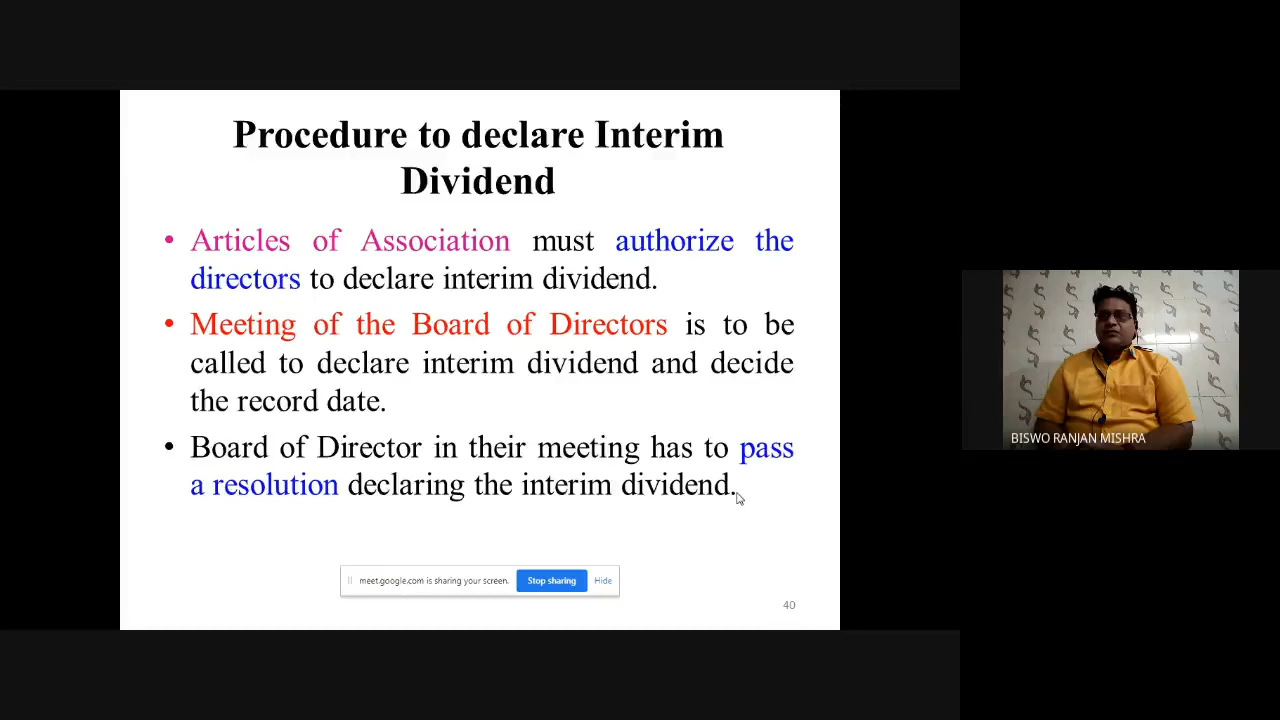 Procedure to declare Interim
Dividend
• Articles of Association must authorize the
directors to declare interim dividend.
• Meeting of the Board of Directors is to be
called to declare interim dividend and decide
the record date.
• Board of Director in their meeting has to pass
a resolution declaring the interim dividend.
meet.google.com is sharing your screen. Stop sharing Hide
40
BISWO RANJAN MISHRA